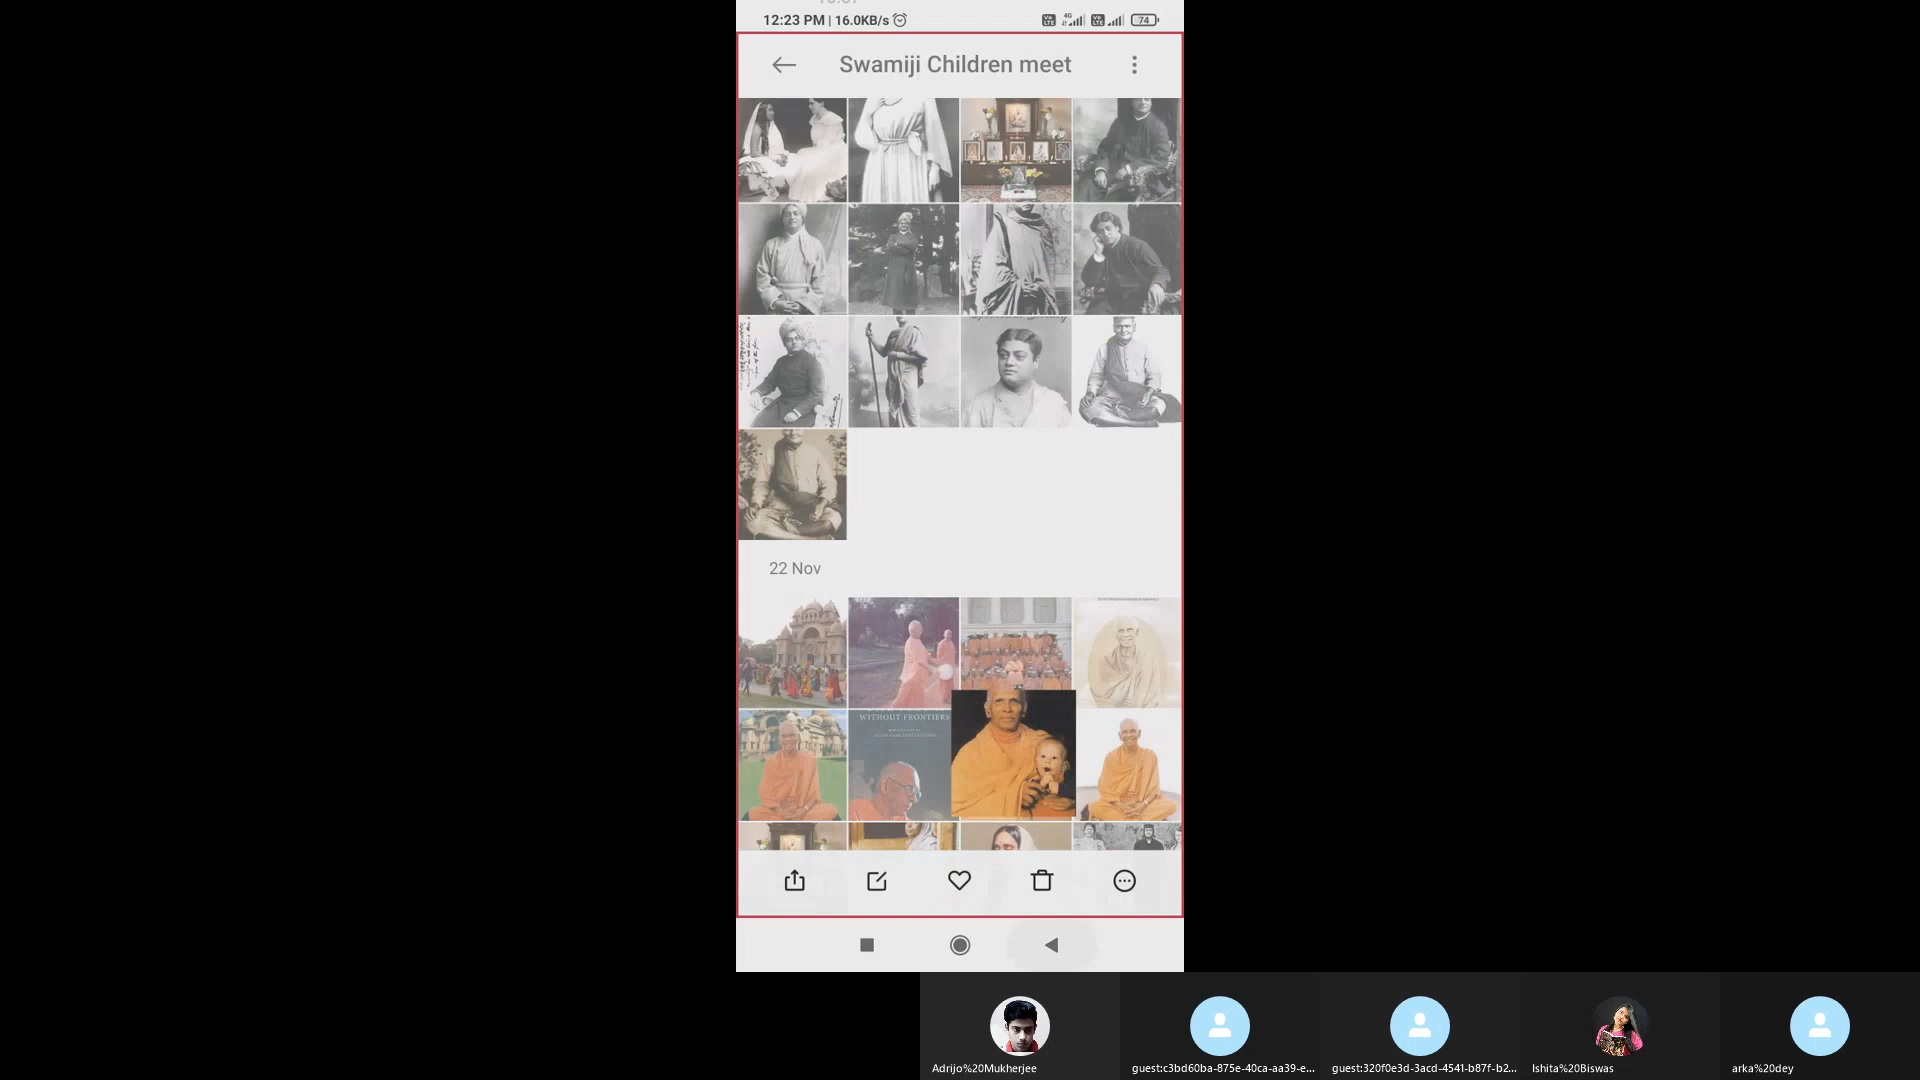 12:23 PM | 16.0KB/s
74
Swamiji Children meet
22 Nov
WITHOUT FRONTIERS
Adrijo%20Mukherjee
guest:c3bd60ba-875e-40ca-aa39-e...
guest:320f0e3d-3acd-4541-b87f-b2...
Ishita%20Biswas
arka%20dey